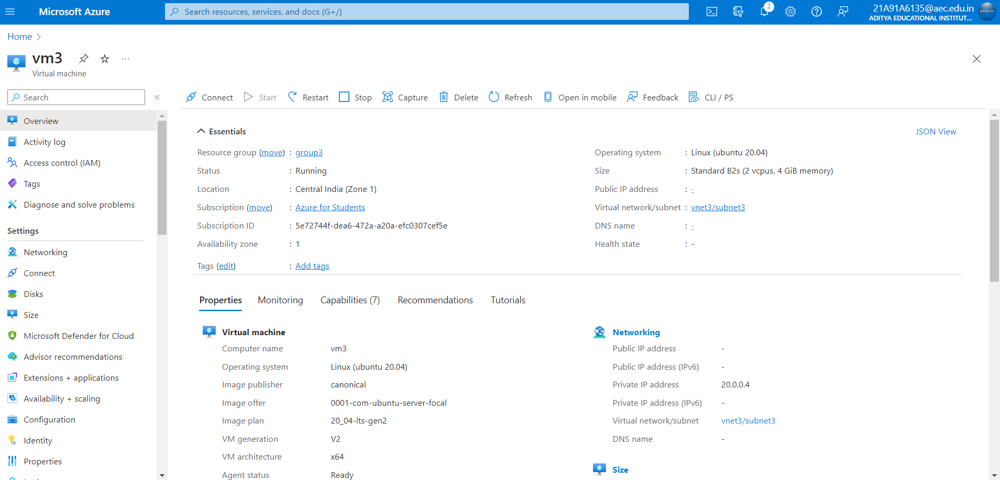 Microsoft Azure
Search resources, services, and docs (G+/)
2
21A91A6135@aec.edu.in
ADITYA EDUCATIONAL INSTITUT...
Home
vm3
Virtual machine
Search
Overview
Activity log
Access control (IAM)
Tags
Diagnose and solve problems
Settings
Networking
Connect
Disks
Size
Microsoft Defender for Cloud
Advisor recommendations
Extensions + applications
Availability + scaling
Configuration
Identity
Properties
Connect Start Restart Stop Capture Delete Refresh Open in mobile Feedback CLI / PS
Essentials
JSON View
Resource group (move) : group3
Status : Running
Location : Central India (Zone 1)
Subscription (move) : Azure for Students
Subscription ID : 5e72744f-dea6-472a-a20a-efc0307cef5e
Availability zone : 1
Tags (edit) : Add tags
Operating system : Linux (ubuntu 20.04)
Size : Standard B2s (2 vcpus, 4 GiB memory)
Public IP address : -
Virtual network/subnet : vnet3/subnet3
DNS name : -
Health state : -
Properties Monitoring Capabilities (7) Recommendations Tutorials
Virtual machine
Computer name vm3
Operating system Linux (ubuntu 20.04)
Image publisher canonical
Image offer 0001-com-ubuntu-server-focal
Image plan 20_04-lts-gen2
VM generation V2
VM architecture x64
Agent status Ready
Networking
Public IP address -
Public IP address (IPv6) -
Private IP address 20.0.0.4
Private IP address (IPv6) -
Virtual network/subnet vnet3/subnet3
DNS name -
Size